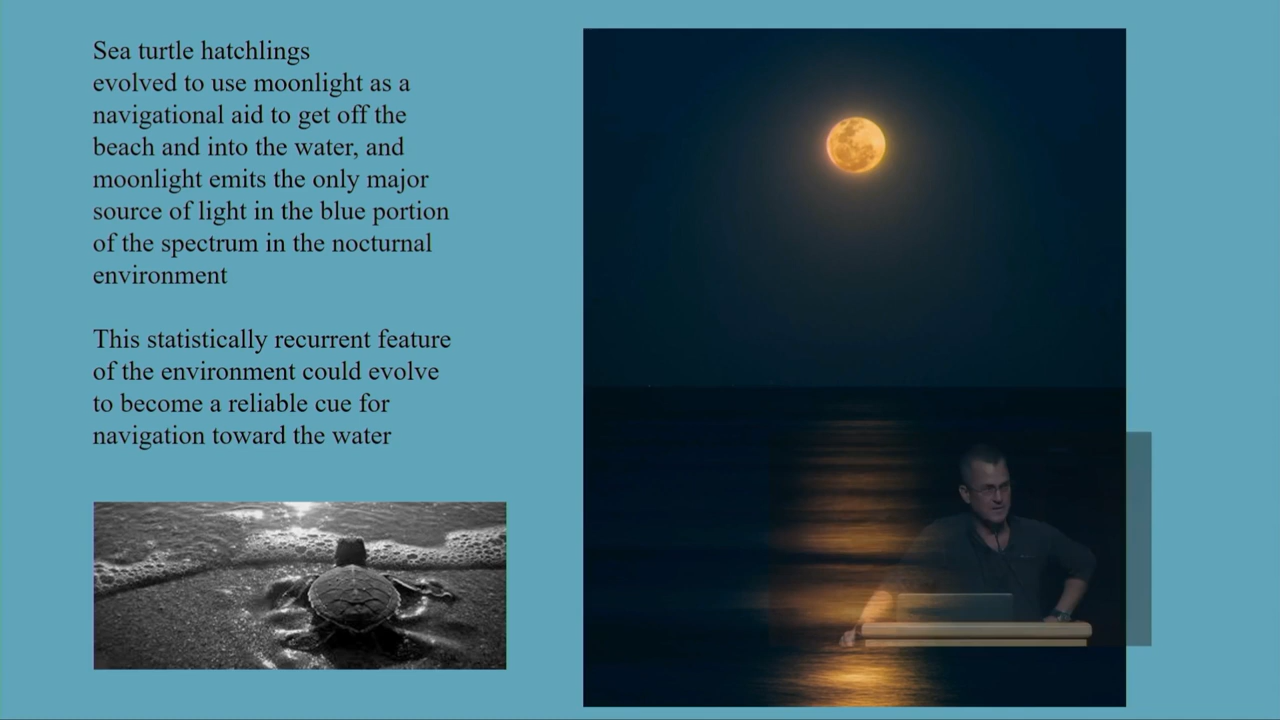 Sea turtle hatchlings
evolved to use moonlight as a
navigational aid to get off the
beach and into the water, and
moonlight emits the only major
source of light in the blue portion
of the spectrum in the nocturnal
environment
This statistically recurrent feature
of the environment could evolve
to become a reliable cue for
navigation toward the water